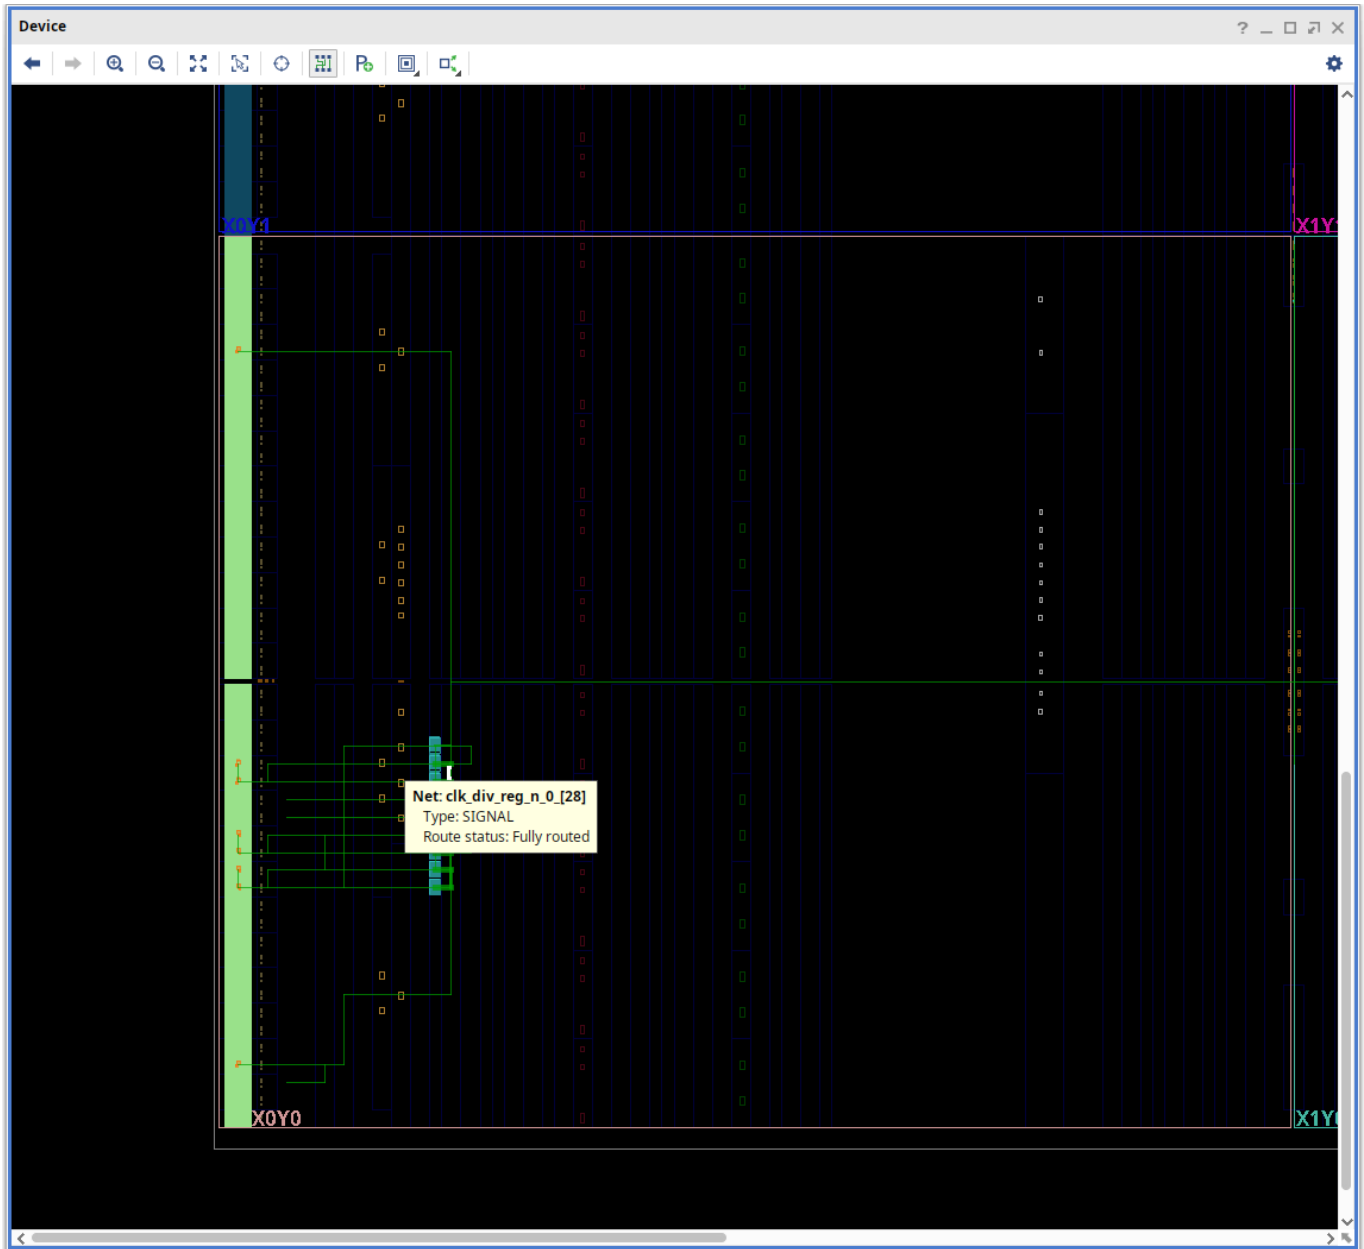 Device
X0Y1
X1Y
Net: clk_div_reg_n_0_[28]
Type: SIGNAL
Route status: Fully routed
X0Y0
X1Y